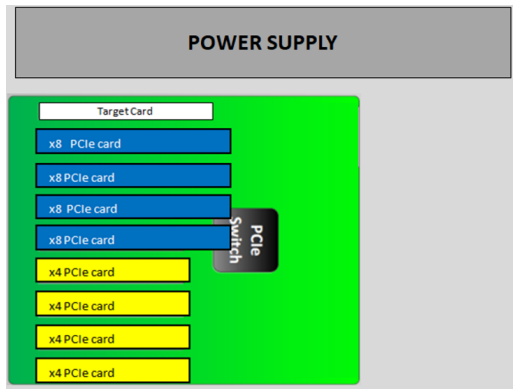 POWER SUPPLY
Target Card
x8 PCIe card
x8 PCIe card
x8 PCIe card
x8 PCIe card
PCIe
Switch
x4 PCIe card
x4 PCIe card
x4 PCIe card
x4 PCIe card